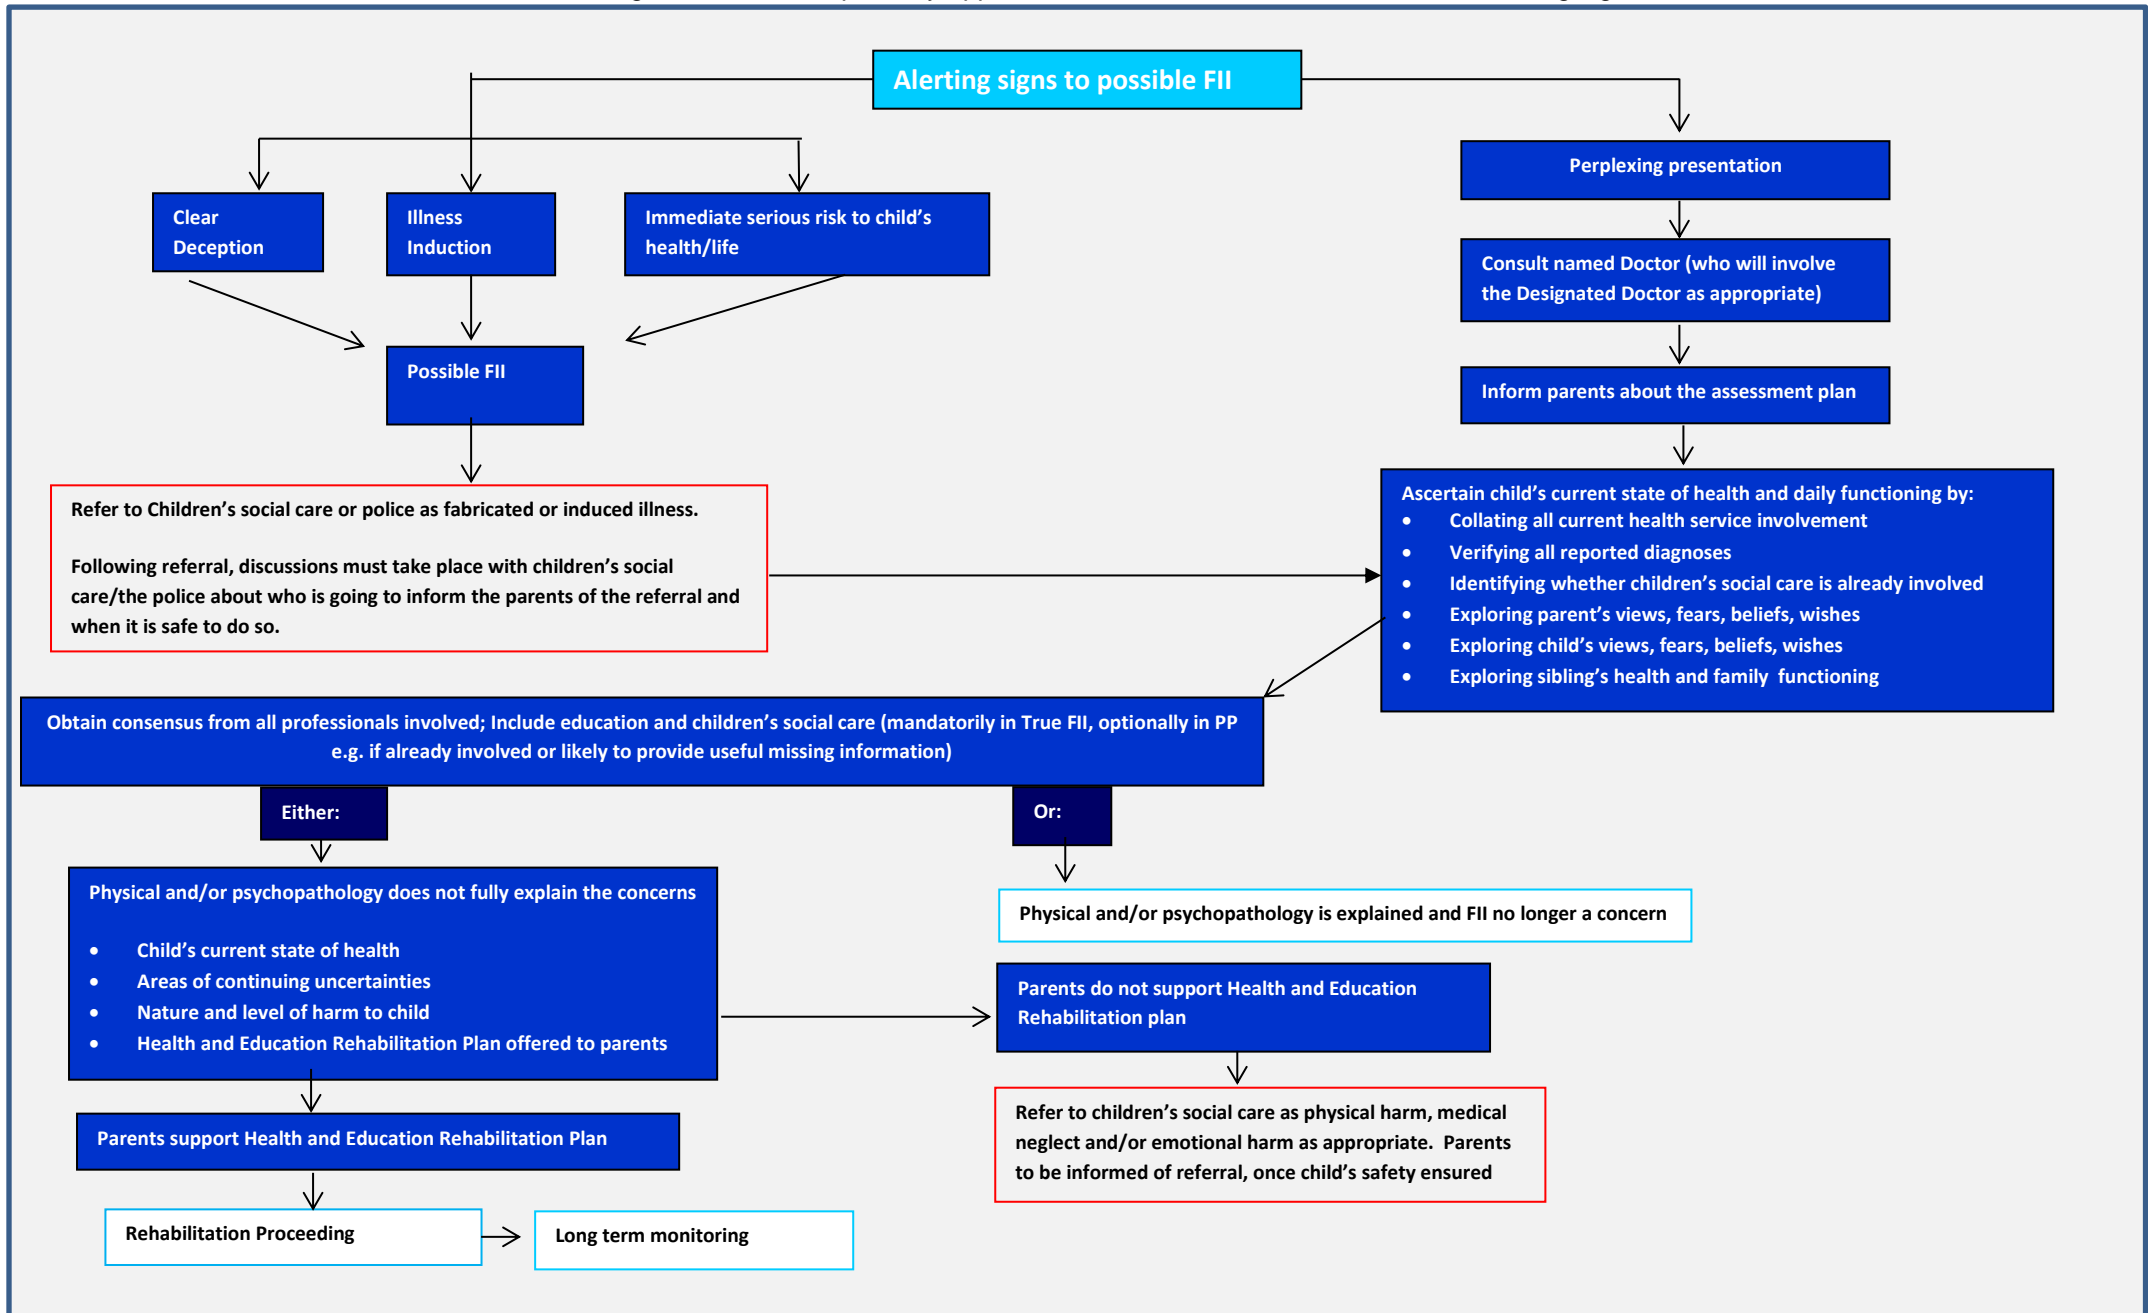 Alerting signs to possible FII
Clear
Deception
Illness
Induction
Immediate serious risk to child’s
health/life
Possible FII
Refer to Children’s social care or police as fabricated or induced illness.
Following referral, discussions must take place with children’s social
care/the police about who is going to inform the parents of the referral and
when it is safe to do so.
Perplexing presentation
Consult named Doctor (who will involve
the Designated Doctor as appropriate)
Inform parents about the assessment plan
Ascertain child’s current state of health and daily functioning by:
• Collating all current health service involvement
• Verifying all reported diagnoses
• Identifying whether children’s social care is already involved
• Exploring parent’s views, fears, beliefs, wishes
• Exploring child’s views, fears, beliefs, wishes
• Exploring sibling’s health and family functioning
Obtain consensus from all professionals involved; Include education and children’s social care (mandatorily in True FII, optionally in PP
e.g. if already involved or likely to provide useful missing information)
Either:
Physical and/or psychopathology does not fully explain the concerns
• Child’s current state of health
• Areas of continuing uncertainties
• Nature and level of harm to child
• Health and Education Rehabilitation Plan offered to parents
Parents support Health and Education Rehabilitation Plan
Rehabilitation Proceeding
Long term monitoring
Or:
Physical and/or psychopathology is explained and FII no longer a concern
Parents do not support Health and Education
Rehabilitation plan
Refer to children’s social care as physical harm, medical
neglect and/or emotional harm as appropriate. Parents
to be informed of referral, once child’s safety ensured